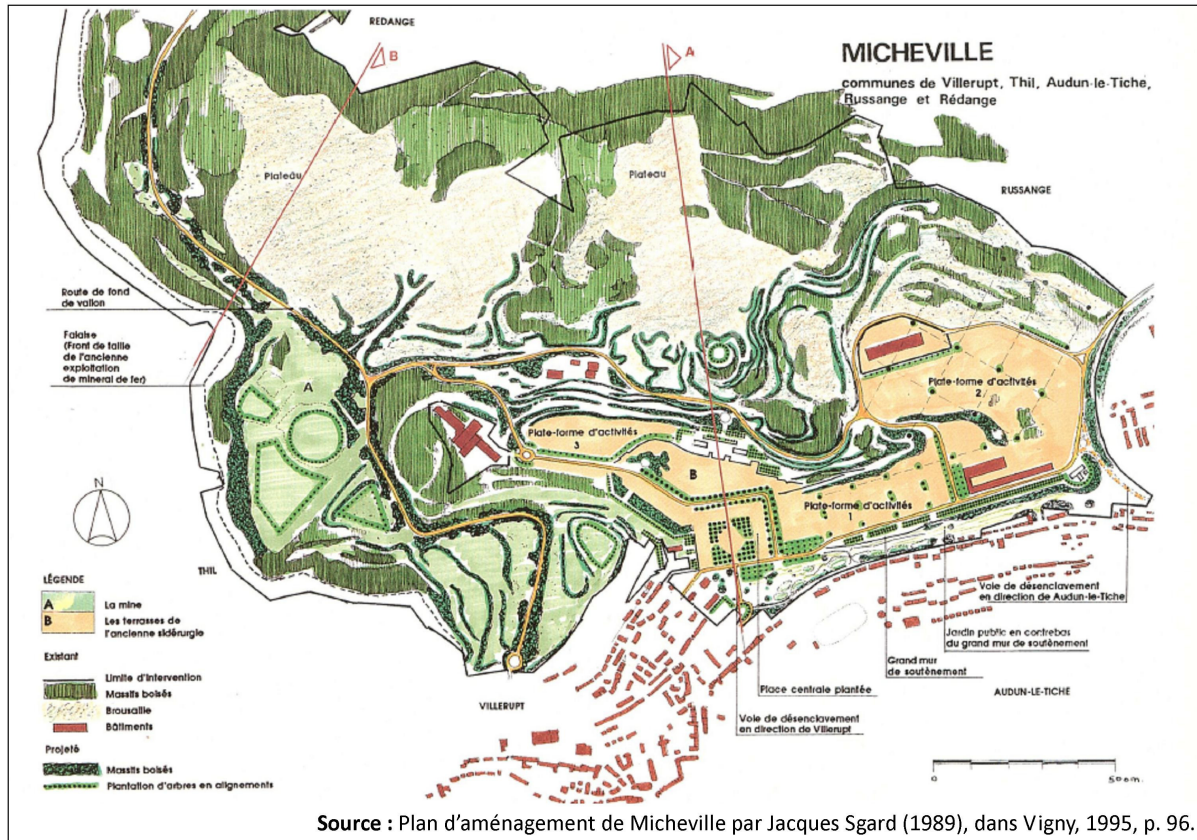 REDANGE
B
A
MICHEVILLE
communes de Villerupt, Thil, Audun-le-Tiche,
Russange et Rédange
Plateau
Plateau
RUSSANGE
Route de fond
de vallon
Falaise
(Front de taille
de l'ancienne
exploitation
de mineral de fer)
A
Plate-forme d'activités
2
Plate-forme d'activités
3
B
Plate-forme d'activités
1
N
THIL
LÉGENDE
A La mine
B Les terrasses de
l'ancienne sidérurgie
Existant
Limite d'intervention
Massifs boisés
Broussaille
Bâtiments
Projeté
Massifs boisés
Plantation d'arbres en alignements
VILLERUPT
Voie de désenclavement
en direction de Audun-le-Tiche
Jardin public en contrebas
du grand mur de soutènement
Grand mur
de soutènement
AUDUN-LE-TICHE
Place centrale plantée
Voie de désenclavement
en direction de Villerupt
0
Source : Plan d'aménagement de Micheville par Jacques Sgard (1989), dans Vigny, 1995, p. 96.